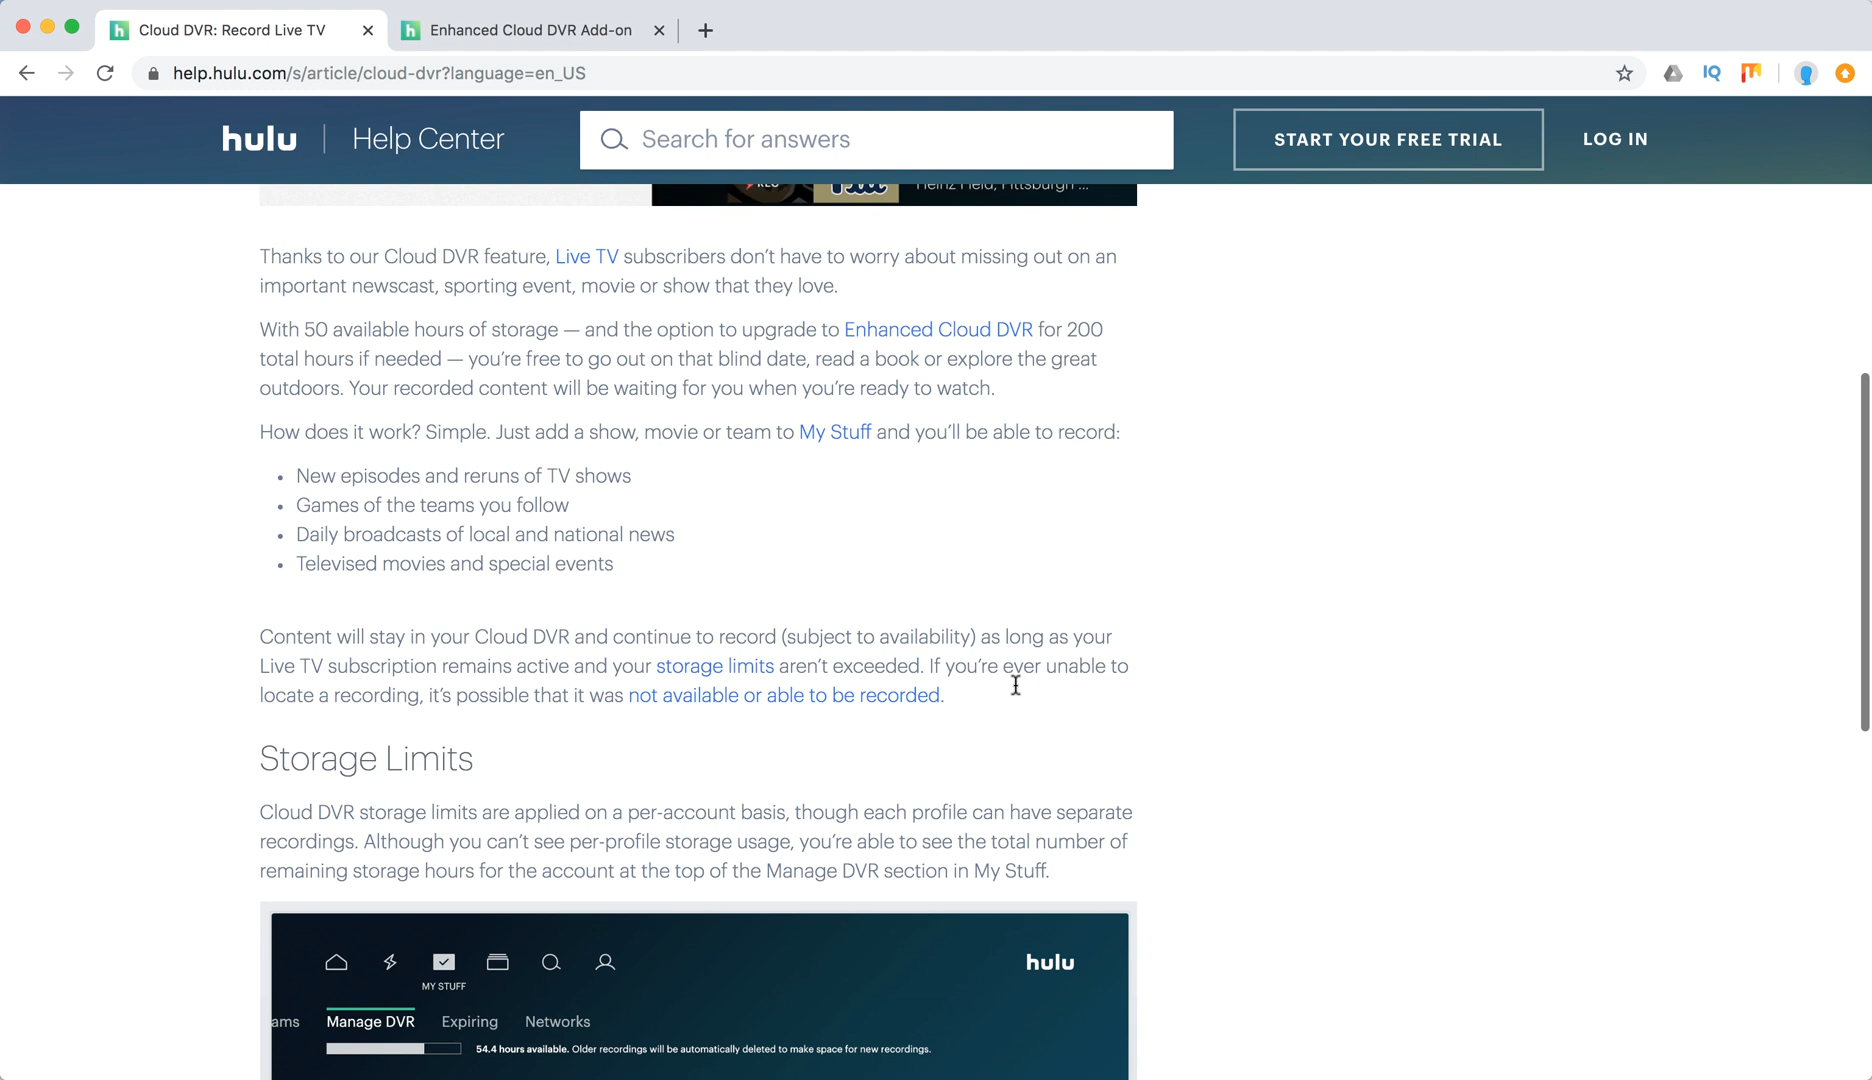 Cloud DVR: Record Live TV
Enhanced Cloud DVR Add-on
help.hulu.com/s/article/cloud-dvr?language=en_US
IQ
hulu | Help Center
Search for answers
START YOUR FREE TRIAL
LOG IN
Heinz Field, Pittsburgh ...
Thanks to our Cloud DVR feature, Live TV subscribers don’t have to worry about missing out on an
important newscast, sporting event, movie or show that they love.
With 50 available hours of storage — and the option to upgrade to Enhanced Cloud DVR for 200
total hours if needed — you’re free to go out on that blind date, read a book or explore the great
outdoors. Your recorded content will be waiting for you when you’re ready to watch.
How does it work? Simple. Just add a show, movie or team to My Stuff and you’ll be able to record:
• New episodes and reruns of TV shows
• Games of the teams you follow
• Daily broadcasts of local and national news
• Televised movies and special events
Content will stay in your Cloud DVR and continue to record (subject to availability) as long as your
Live TV subscription remains active and your storage limits aren’t exceeded. If you’re ever unable to
locate a recording, it’s possible that it was not available or able to be recorded.
Storage Limits
Cloud DVR storage limits are applied on a per-account basis, though each profile can have separate
recordings. Although you can’t see per-profile storage usage, you’re able to see the total number of
remaining storage hours for the account at the top of the Manage DVR section in My Stuff.
hulu
MY STUFF
ams Manage DVR Expiring Networks
54.4 hours available. Older recordings will be automatically deleted to make space for new recordings.